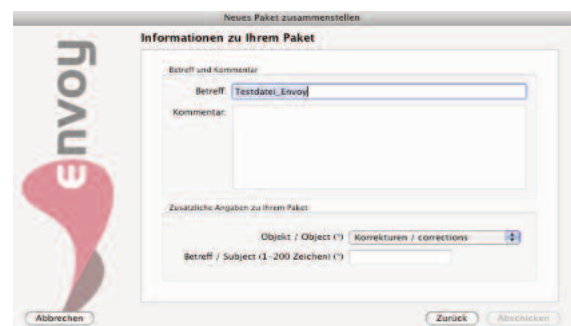 Neues Paket zusammenstellen
Informationen zu Ihrem Paket
Envoy
Betreff und Kommentar
Betreff: Testdatei_Envoy
Kommentar:
Zusätzliche Angaben zu Ihrem Paket
Objekt / Object (*) Korrekturen / corrections
Betreff / Subject (1-200 Zeichen) (*)
Abbrechen Zurück Abschicken